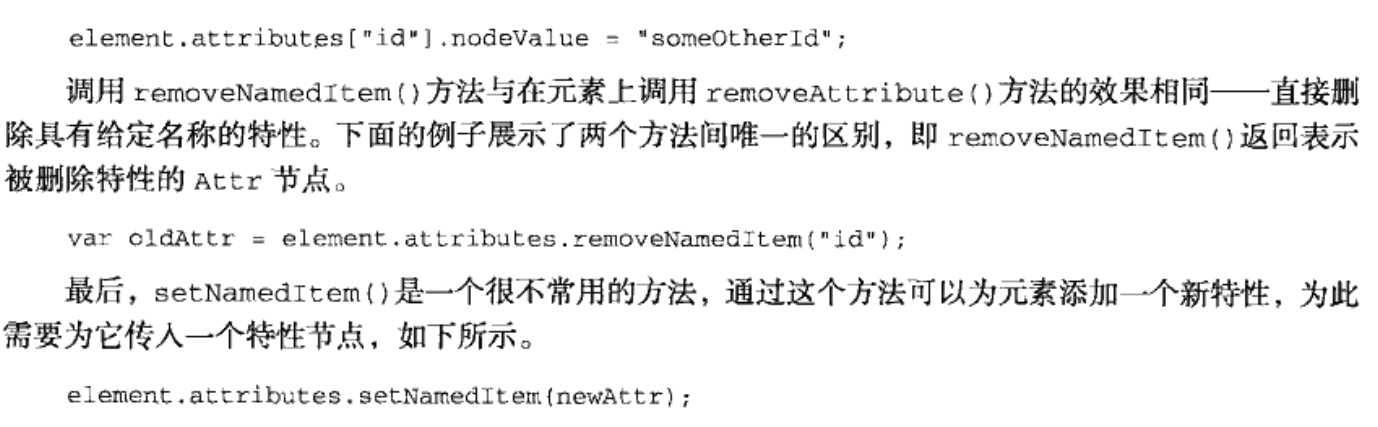 element.attributes["id"].nodeValue = "someOtherId";
调用 removeNamedItem()方法与在元素上调用 removeAttribute()方法的效果相同——直接删
除具有给定名称的特性。下面的例子展示了两个方法间唯一的区别，即 removeNamedItem()返回表示
被删除特性的 Attr 节点。
var oldAttr = element.attributes.removeNamedItem("id");
最后，setNamedItem()是一个很不常用的方法，通过这个方法可以为元素添加一个新特性，为此
需要为它传入一个特性节点，如下所示。
element.attributes.setNamedItem(newAttr);